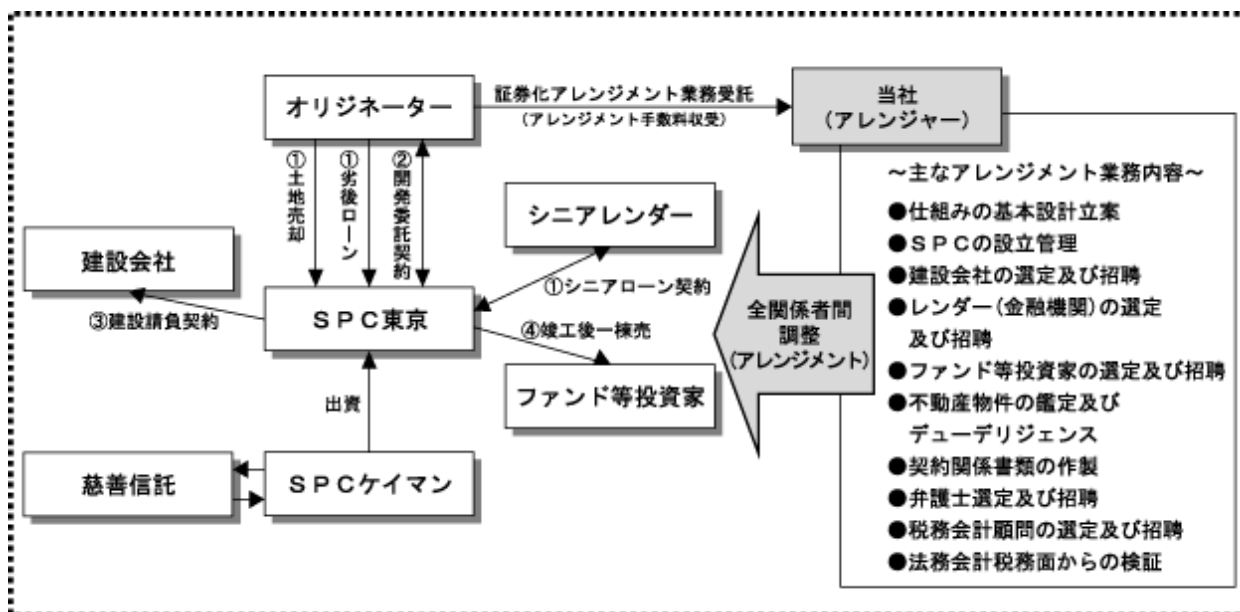 オリジネーター
証券化アレンジメント業務受託
(アレンジメント手数料収受)
当社
(アレンジャー)
①土地売却
①劣後ローン
②開発委託契約
シニアレンダー
建設会社
①シニアローン契約
③建設請負契約
SPC東京
④竣工後一棟売
ファンド等投資家
出資
慈善信託
SPCケイマン
全関係者間
調整
(アレンジメント)
～主なアレンジメント業務内容～
●仕組みの基本設計立案
●SPCの設立管理
●建設会社の選定及び招聘
●レンダー(金融機関)の選定
及び招聘
●ファンド等投資家の選定及び招聘
●不動産物件の鑑定及び
デューデリジェンス
●契約関係書類の作製
●弁護士選定及び招聘
●税務会計顧問の選定及び招聘
●法務会計税務面からの検証